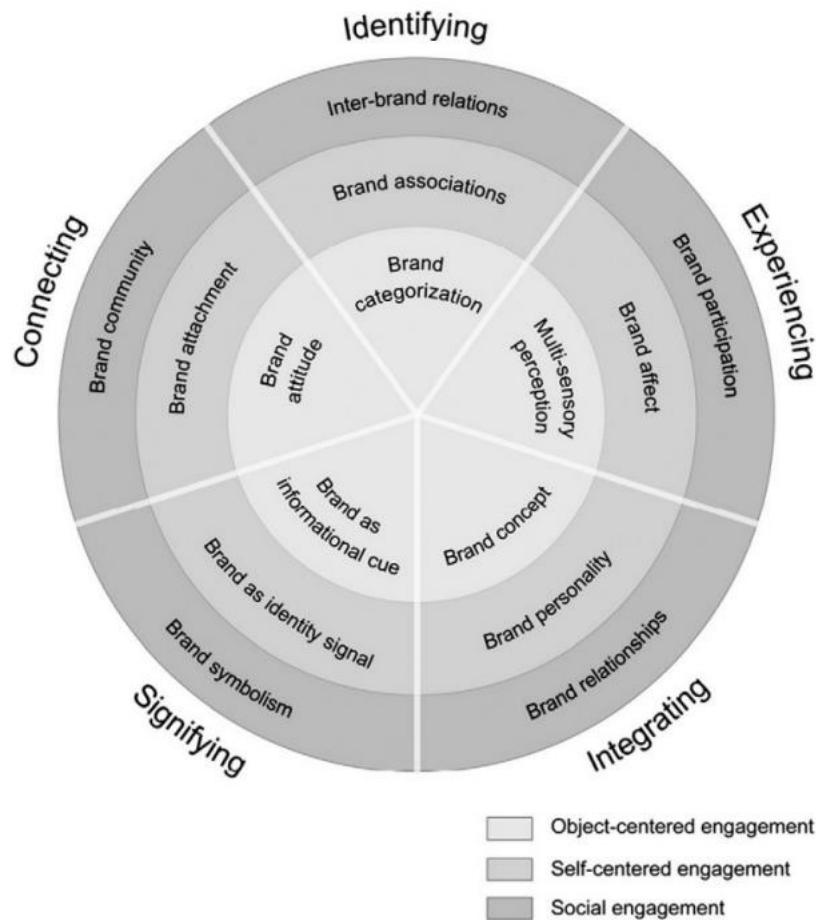 Identifying
Inter-brand relations
Brand associations
Brand
categorization
Experiencing
Brand participation
Brand affect
Multi-sensory
perception
Integrating
Brand concept
Brand personality
Brand relationships
Signifying
Brand as
informational cue
Brand as identity signal
Brand symbolism
Connecting
Brand community
Brand attachment
Brand
attitude
Object-centered engagement
Self-centered engagement
Social engagement